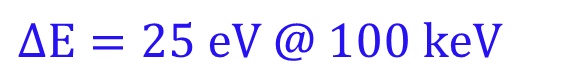 ΔE = 25 eV @ 100 keV